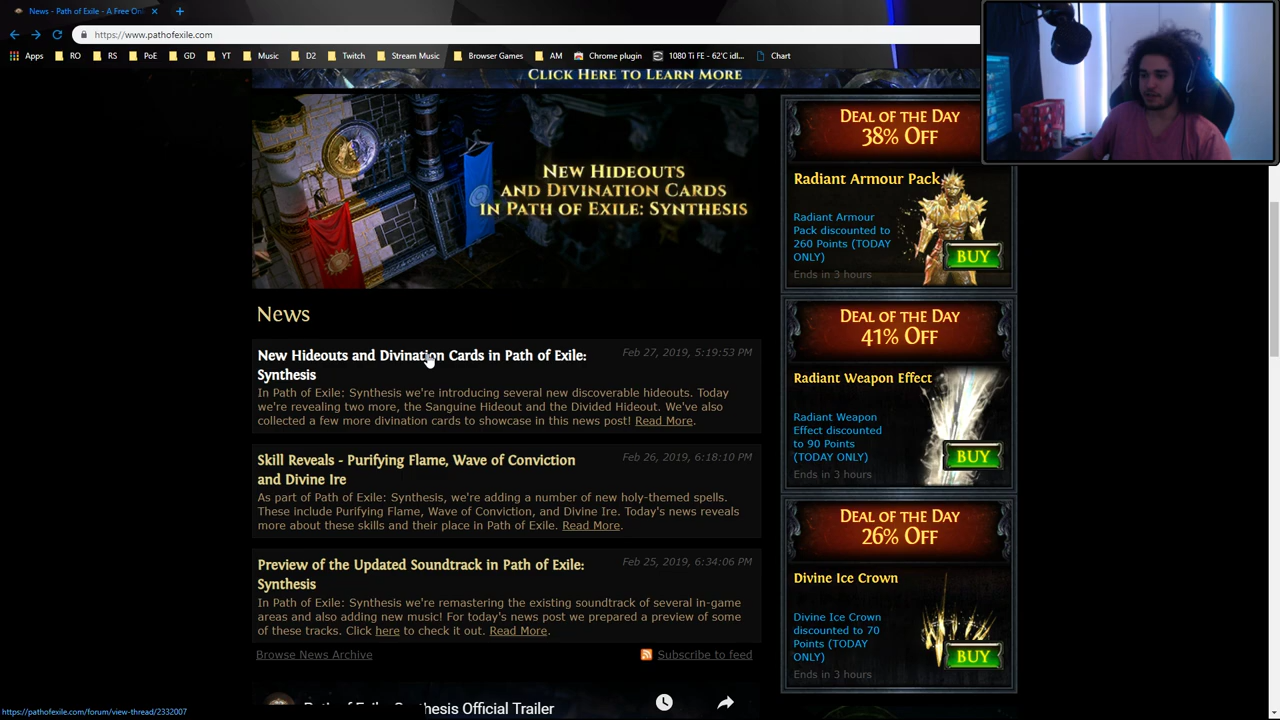 News - Path of Exile - A Free On
https://www.pathofexile.com
Apps RO RS PoE GD YT Music D2 Twitch Stream Music Browser Games AM Chrome plugin 1080 Ti FE - 62°C idl... Chart
CLICK HERE TO LEARN MORE
NEW HIDEOUTS
AND DIVINATION CARDS
IN PATH OF EXILE: SYNTHESIS
News
New Hideouts and Divination Cards in Path of Exile:
Synthesis
Feb 27, 2019, 5:19:53 PM
In Path of Exile: Synthesis we're introducing several new discoverable hideouts. Today
we're revealing two more, the Sanguine Hideout and the Divided Hideout. We've also
collected a few more divination cards to showcase in this news post! Read More.
Skill Reveals - Purifying Flame, Wave of Conviction
and Divine Ire
Feb 26, 2019, 6:18:10 PM
As part of Path of Exile: Synthesis, we're adding a number of new holy-themed spells.
These include Purifying Flame, Wave of Conviction, and Divine Ire. Today's news reveals
more about these skills and their place in Path of Exile. Read More.
Preview of the Updated Soundtrack in Path of Exile:
Synthesis
Feb 25, 2019, 6:34:06 PM
In Path of Exile: Synthesis we're remastering the existing soundtrack of several in-game
areas and also adding new music! For today's news post we prepared a preview of some
of these tracks. Click here to check it out. Read More.
Browse News Archive
Subscribe to feed
Path of Exile: Synthesis Official Trailer
DEAL OF THE DAY
38% OFF
Radiant Armour Pack
Radiant Armour
Pack discounted to
260 Points (TODAY
ONLY)
BUY
Ends in 3 hours
DEAL OF THE DAY
41% OFF
Radiant Weapon Effect
Radiant Weapon
Effect discounted
to 90 Points
(TODAY ONLY)
BUY
Ends in 3 hours
DEAL OF THE DAY
26% OFF
Divine Ice Crown
Divine Ice Crown
discounted to 70
Points (TODAY
ONLY)
BUY
Ends in 3 hours
https://pathofexile.com/forum/view-thread/2332007